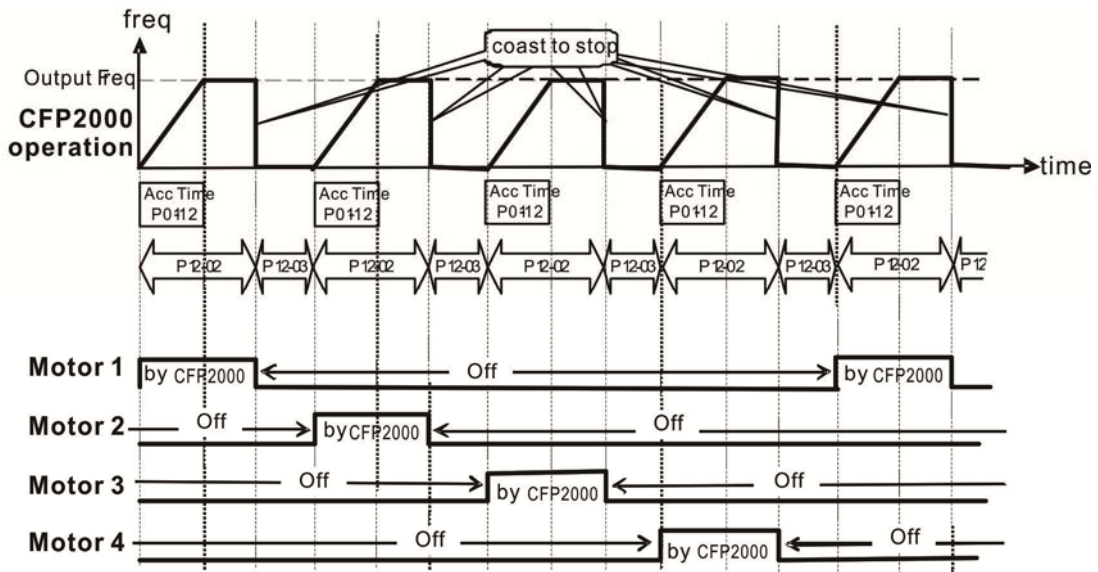 freq
coast to stop
Output Freq
CFP2000
operation
time
Acc Time
P01-12
Acc Time
P01-12
Acc Time
P01-12
Acc Time
P01-12
Acc Time
P01-12
P12-02 P12-03 P12-02 P12-03 P12-02 P12-03 P12-02 P12-03 P12-02 P12
Motor 1 by CFP2000 Off by CFP2000
Motor 2 Off by CFP2000 Off
Motor 3 Off by CFP2000 Off
Motor 4 Off by CFP2000 Off